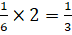 1/6 × 2 = 1/3